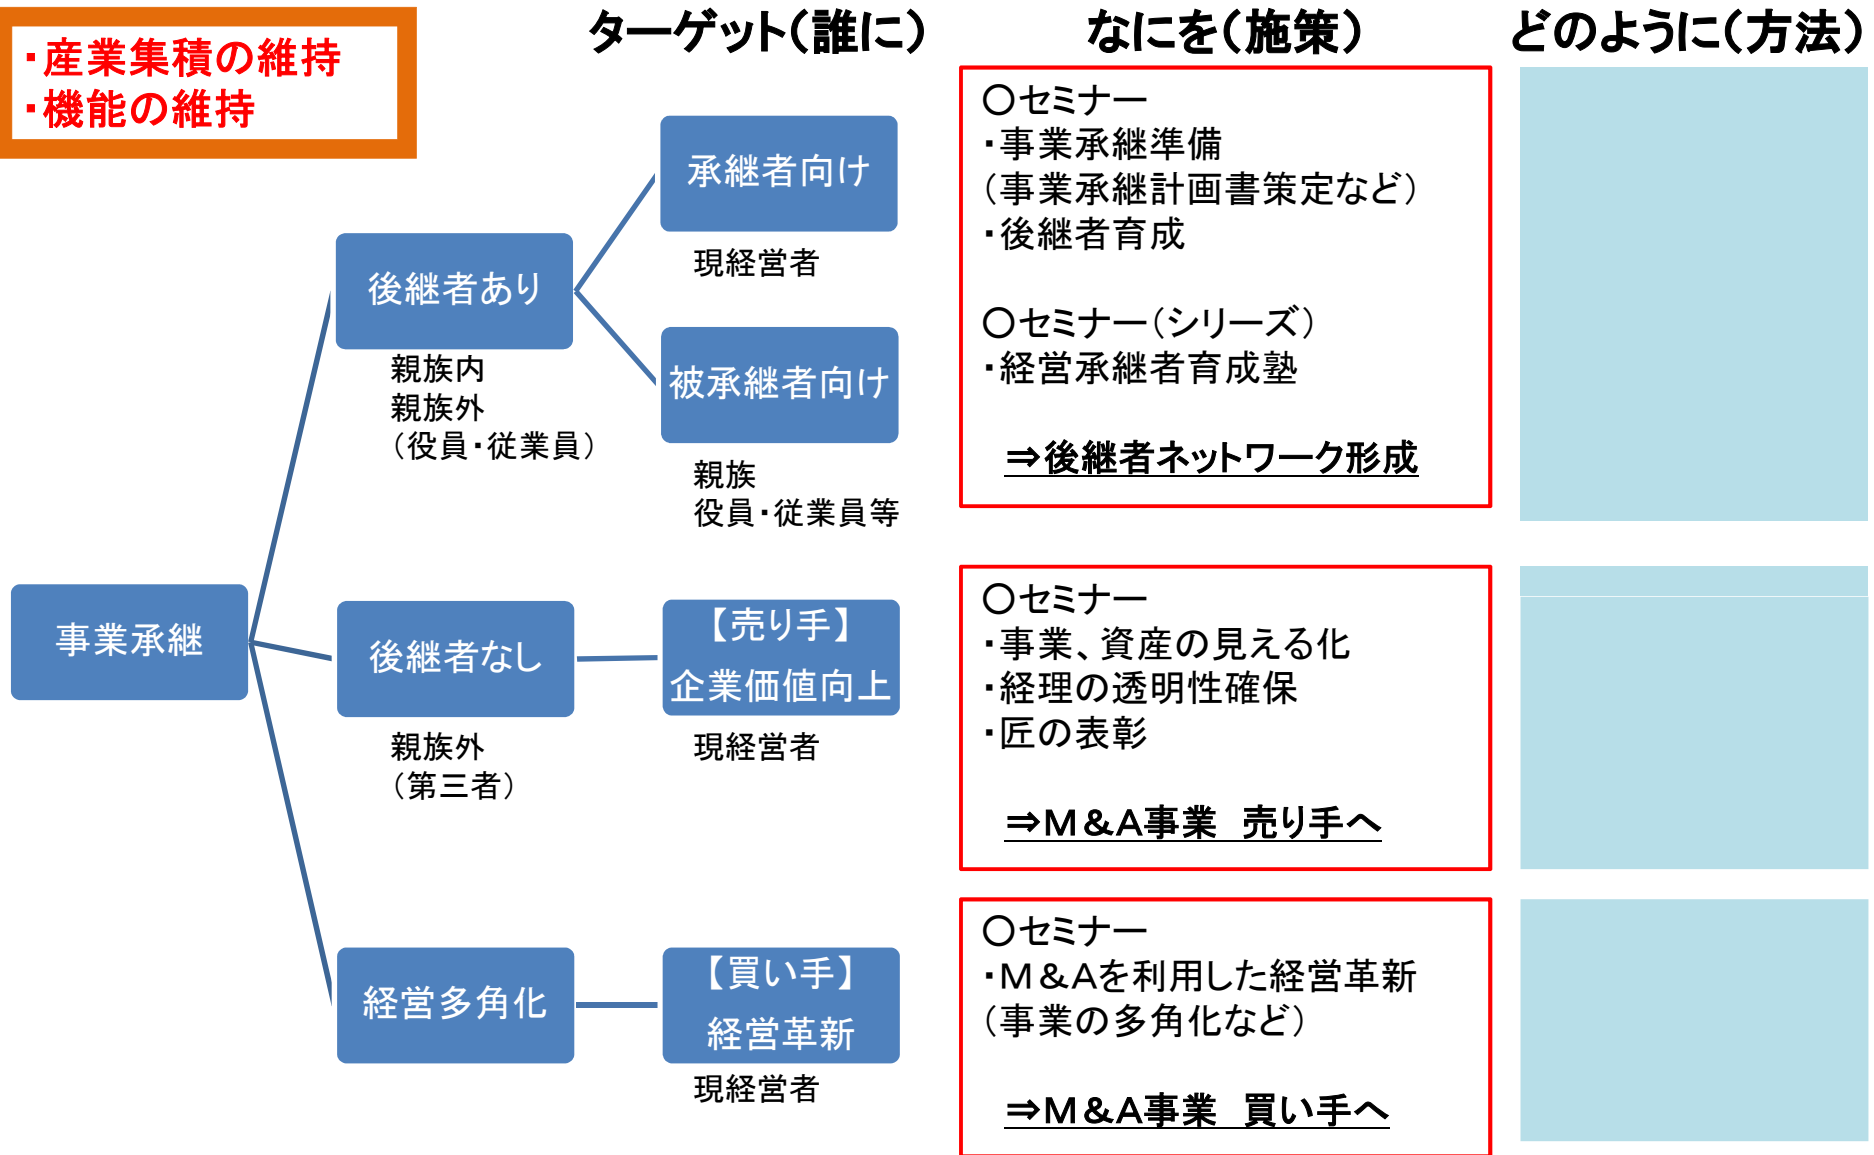 ・産業集積の維持
・機能の維持
ターゲット(誰に)
なにを(施策)
どのように(方法)
事業承継
後継者あり
親族内
親族外
(役員・従業員)
承継者向け
現経営者
被承継者向け
親族
役員・従業員等
〇セミナー
・事業承継準備
(事業承継計画書策定など)
・後継者育成
〇セミナー(シリーズ)
・経営承継者育成塾
⇒後継者ネットワーク形成
後継者なし
親族外
(第三者)
【売り手】
企業価値向上
現経営者
〇セミナー
・事業、資産の見える化
・経理の透明性確保
・匠の表彰
⇒M&A事業　売り手へ
経営多角化
【買い手】
経営革新
現経営者
〇セミナー
・M&Aを利用した経営革新
(事業の多角化など)
⇒M&A事業　買い手へ